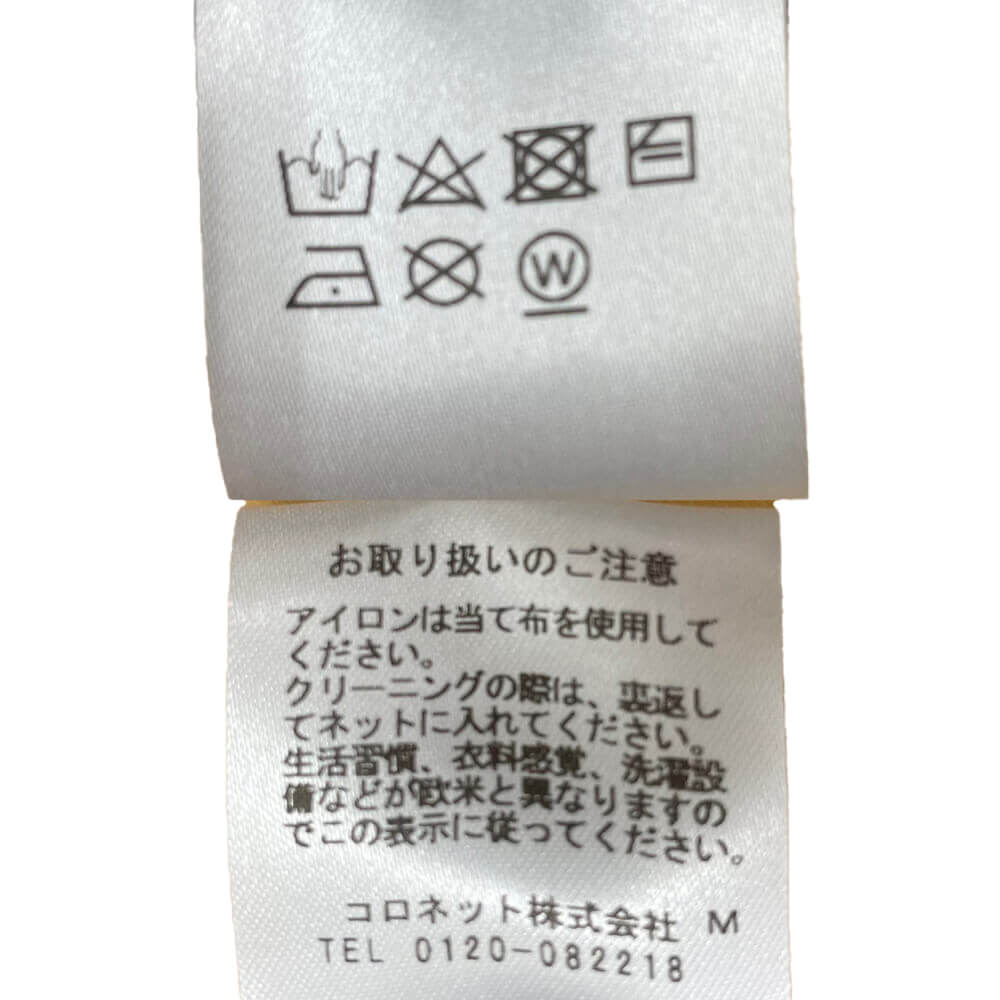 W
お取り扱いのご注意
アイロンは当て布を使用して
ください。
クリーニングの際は、裏返し
てネットに入れてください。
生活習慣、衣料感覚、洗濯設
備などが欧米と異なりますの
でこの表示に従ってください。
コロネット株式会社 M
TEL 0120-082218